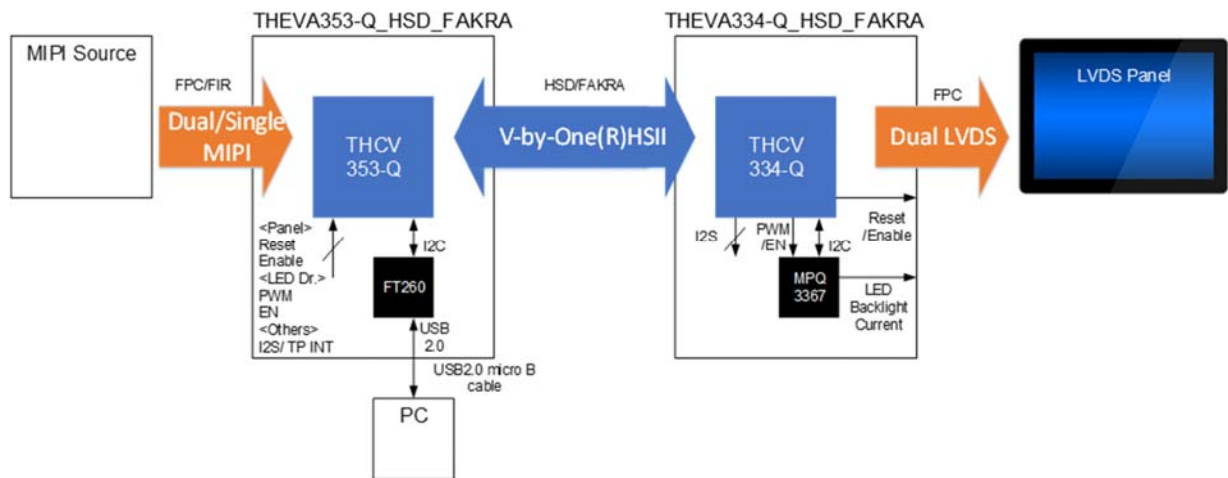 THEVA353-Q_HSD_FAKRA
THEVA334-Q_HSD_FAKRA
MIPI Source
FPC/FIR
Dual/Single
MIPI
THCV
353-Q
<Panel>
Reset
Enable
<LED Dr.>
PWM
EN
<Others>
I2S/ TP INT
I2C
FT260
USB
2.0
USB2.0 micro B
cable
PC
HSD/FAKRA
V-by-One(R)HSII
THCV
334-Q
I2S
PWM
/EN
I2C
MPQ
3367
Reset
/Enable
LED
Backlight
Current
FPC
Dual LVDS
LVDS Panel